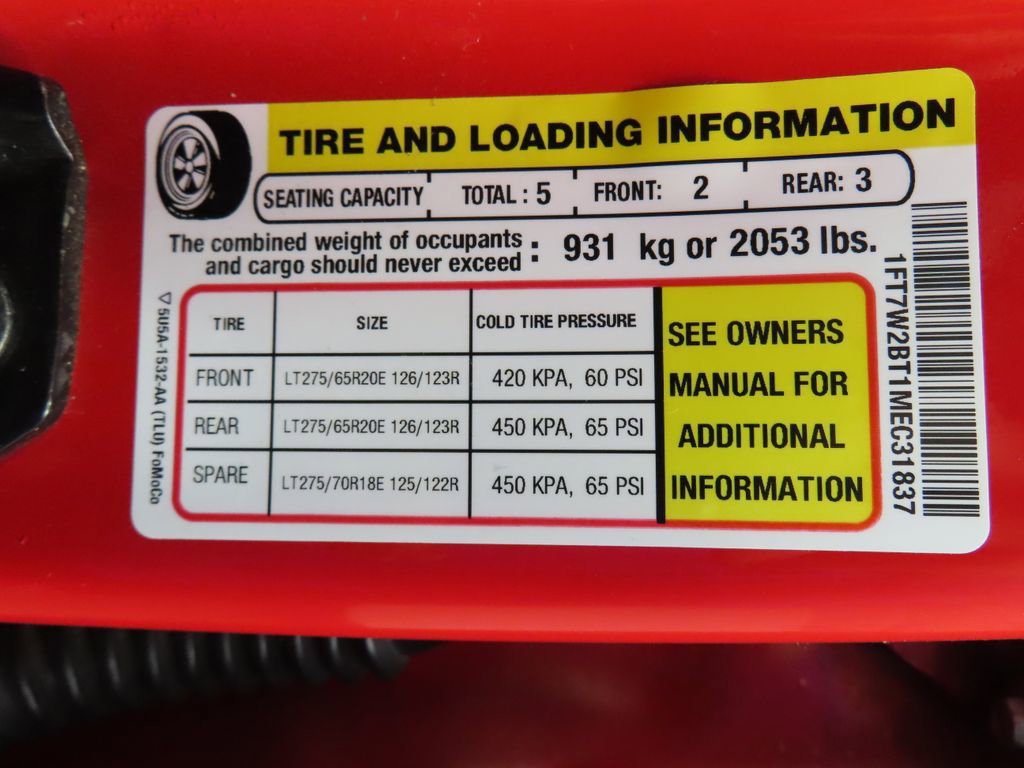 TIRE AND LOADING INFORMATION
SEATING CAPACITY TOTAL : 5 FRONT: 2 REAR: 3
The combined weight of occupants
and cargo should never exceed : 931 kg or 2053 lbs.
TIRE SIZE COLD TIRE PRESSURE
FRONT LT275/65R20E 126/123R 420 KPA, 60 PSI
REAR LT275/65R20E 126/123R 450 KPA, 65 PSI
SPARE LT275/70R18E 125/122R 450 KPA, 65 PSI
SEE OWNERS
MANUAL FOR
ADDITIONAL
INFORMATION
5U5A-1532-AA (TLU) FoMoCo
1FT7W2BT1MEC31837